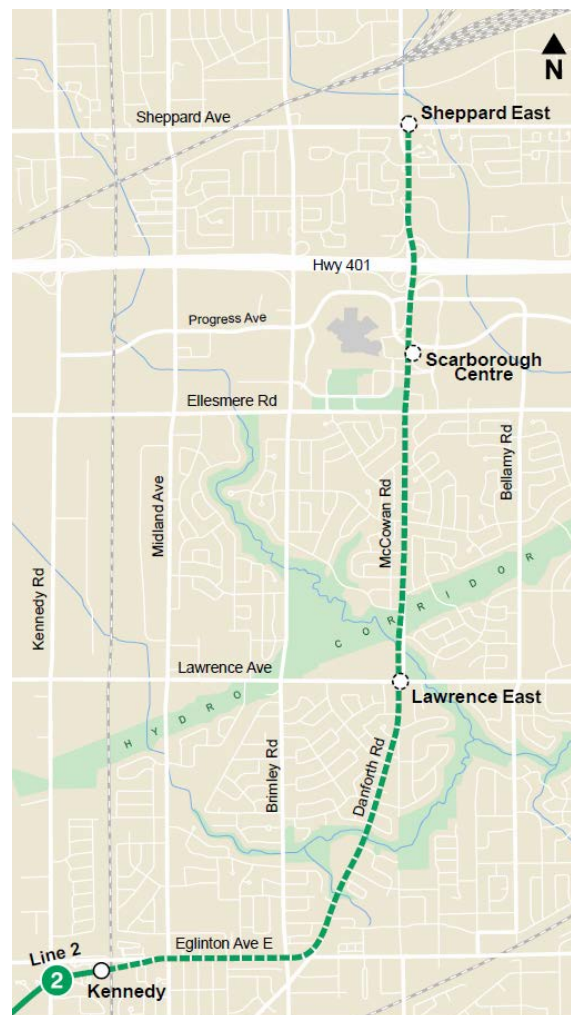 N
Sheppard Ave
Sheppard East
Hwy 401
Progress Ave
Scarborough
Centre
Ellesmere Rd
Midland Ave
McCowan Rd
Bellamy Rd
Kennedy Rd
HYDRO CORRIDOR
Lawrence Ave
Lawrence East
Brimley Rd
Danforth Rd
Eglinton Ave E
Line 2
2
Kennedy